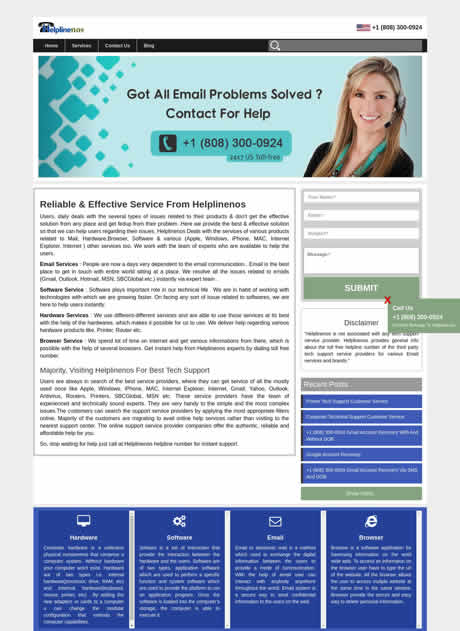 Helplinenos
+1 (808) 300-0924
Home Services Contact Us Blog
Got All Email Problems Solved ?
Contact For Help
+1 (808) 300-0924
24x7 US Toll-free
Reliable & Effective Service From Helplinenos
Users, daily deals with the several types of issues related to their products & don't get the effective
solution from any place and get fedup from their problem .Here we provide the best & effective solution
so that we can help users regarding their issues. Helplinenos Deals with the services of various products
related to Mail, Hardware,Browser, Software & various (Apple, Windows, iPhone, MAC, Internet
Explorer, Internet ) other services too. We work with the team of experts who are available to help the
users.
Email Services : People are now a days very dependent to the email communication.. Email is the best
place to get in touch with entire world sitting at a place. We resolve all the issues related to emails
(Gmail, Outlook, Hotmail, MSN, SBCGlobal etc.) instantly via expert team .
Software Service : Software plays important role in our technical life . We are in habit of working with
technologies with which we are growing faster. On facing any sort of issue related to softwares, we are
here to help users instantly.
Hardware Services : We use different-different services and are able to use those services at its best
with the help of the hardwares, which makes it possible for us to use. We deliver help regarding various
hardware products like, Printer, Router etc.
Browser Service : We spend lot of time on internet and get various informations from there, which is
possible with the help of several browsers. Get instant help from Helplinenos experts by dialing toll free
number.
Majority, Visiting Helplinenos For Best Tech Support
Users are always in search of the best service providers, where they can get service of all the mostly
used once like Apple, Windows, iPhone, MAC, Internet Explorer, Internet, Gmail, Yahoo, Outlook,
Antivirus, Routers, Printers, SBCGlobal, MSN etc. These service providers have the team of
experienced and technically sound experts. They are very handy to the simple and the most complex
issues.The customers can search the support service providers by applying the most appropriate filters
online. Majority of the customers are migrating to avail online help services rather than visiting to the
nearest support center. The online support service provider companies offer the authentic, reliable and
affordable help for you.
So, stop waiting for help just call at Helplinenos helpline number for instant support.
Your Name*
Email*
Subject*
Message*
SUBMIT
X
Call Us
+1 (808) 300-0924
Disclaimer
"Helplinenos is not associated with any tech support
service provider. Helplinenos provides general info
about the toll free helpline number of the third party
tech support service providers for various Email
services and brands."
Recent Posts
Printer Tech Support Customer Service
Computer Technical Support Customer Service
+1 (808) 300-0924 Gmail Account Recovery With And
Without OOB
Google Account Recovery
+1 (808) 300-0924 Gmail Account Recovery Via SMS
And OOB
Show more..
Hardware
Computer hardware is a collection
physical components that comprise a
computer system. Without hardware
your computer won't exist. Hardware
are of two types i.e. internal
hardware(processor, drive, RAM, etc)
and external hardware(keyboard,
mouse, printer, etc) . By adding the
new adapters or cards to a computer
a can change the modular
configuration that extends the
computer capabilities.
Software
Software is a set of instruction that
provide the interaction between the
hardware and the users. Software are
of two types, application software
which are used to perform a specific
function and system software which
are used to provide the platform to run
an application program. Once the
software is loaded into the computer's
storage, the computer is able to
execute it .
Email
Email or electronic mail is a method
which used to exchange the digital
information between the users to
provide a mode of communication.
With the help of email user can
interact with anybody anywhere
throughout the world. Email system is
a secure way to send confidential
information to the users on the web.
Browser
Browser is a software application for
traversing information on the world
wide web. To access an information on
the browser user have to type the url
of the website. All the browser allows
the user to access multiple website at
the same time in the same window.
Browser provide the secure and easy
way to delete personal information.